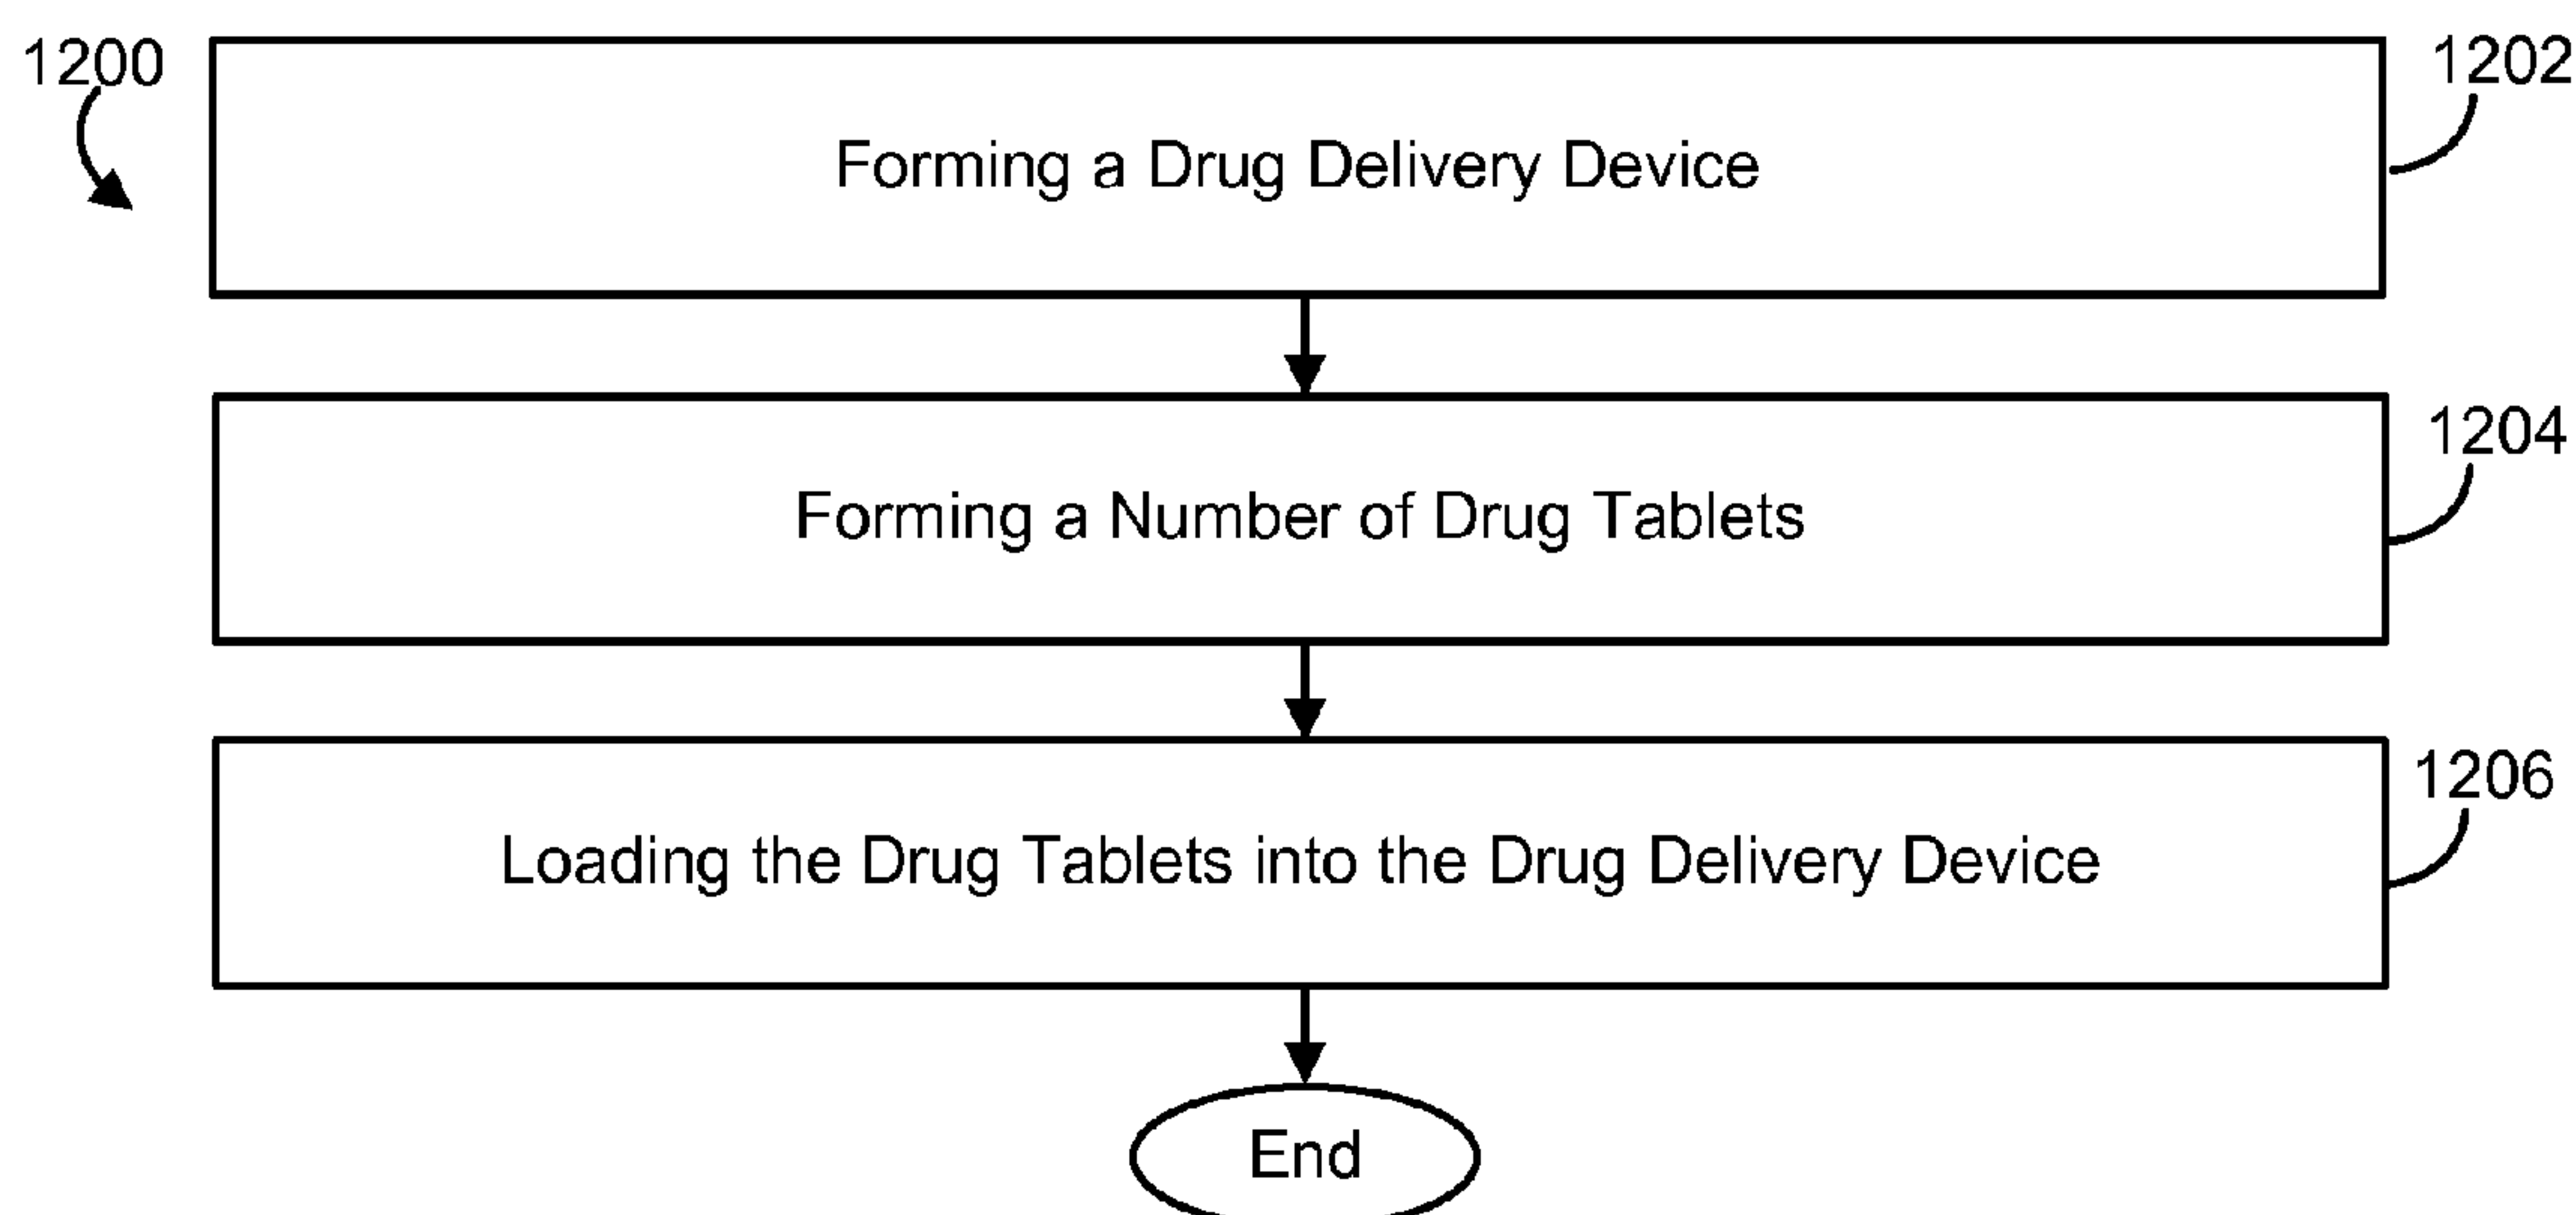 1200
1202
Forming a Drug Delivery Device
1204
Forming a Number of Drug Tablets
1206
Loading the Drug Tablets into the Drug Delivery Device
End